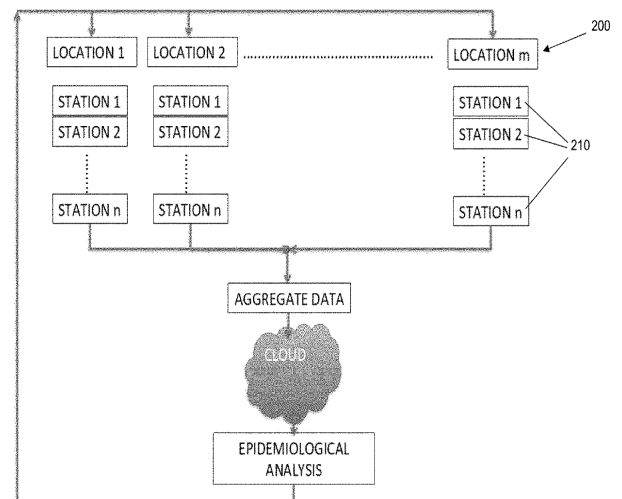 200
LOCATION 1 LOCATION 2 LOCATION m
STATION 1 STATION 1 STATION 1
STATION 2 STATION 2 STATION 2
210
STATION n STATION n STATION n
AGGREGATE DATA
CLOUD
EPIDEMIOLOGICAL
ANALYSIS